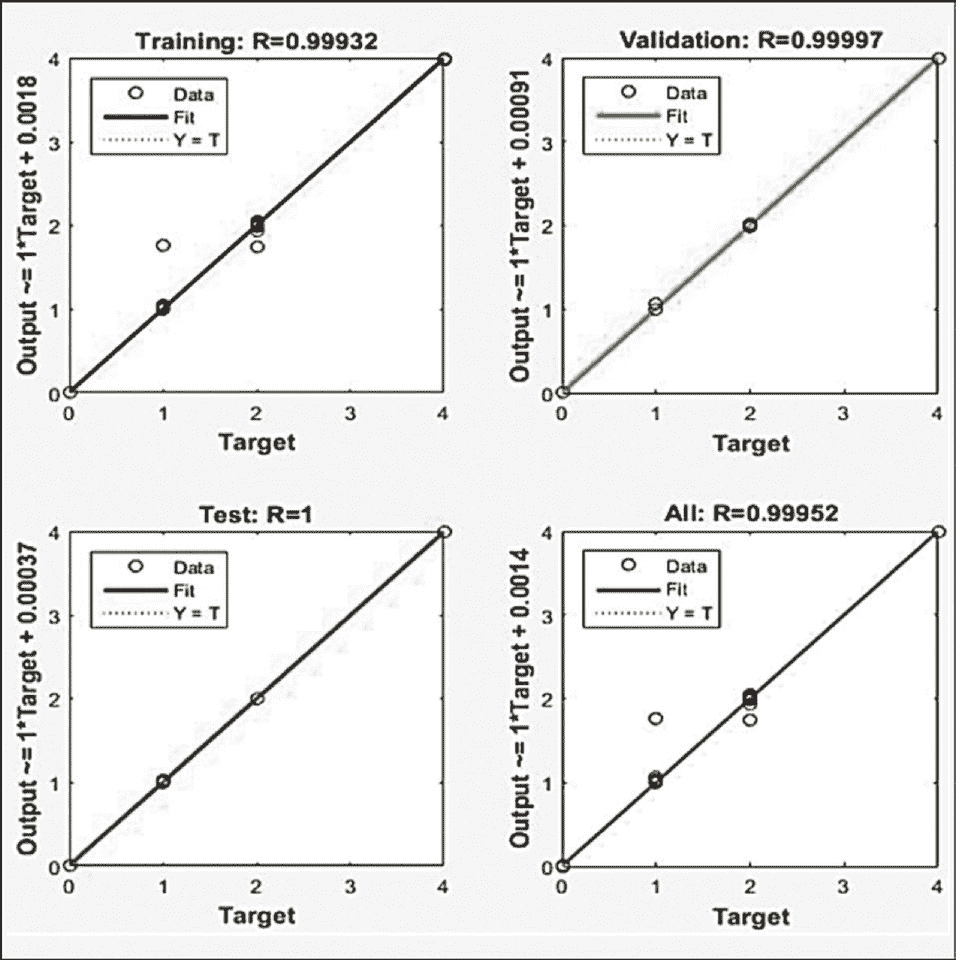 Training: R=0.99932
Output ~= 1*Target + 0.0018
4
3
2
1
0
Data
Fit
Y = T
0 1 2 3 4
Target
Validation: R=0.99997
Output ~= 1*Target + 0.00091
4
3
2
1
0
Data
Fit
Y = T
0 1 2 3 4
Target
Test: R=1
Output ~= 1*Target + 0.00037
4
3
2
1
0
Data
Fit
Y = T
0 1 2 3 4
Target
All: R=0.99952
Output ~= 1*Target + 0.0014
4
3
2
1
0
Data
Fit
Y = T
0 1 2 3 4
Target